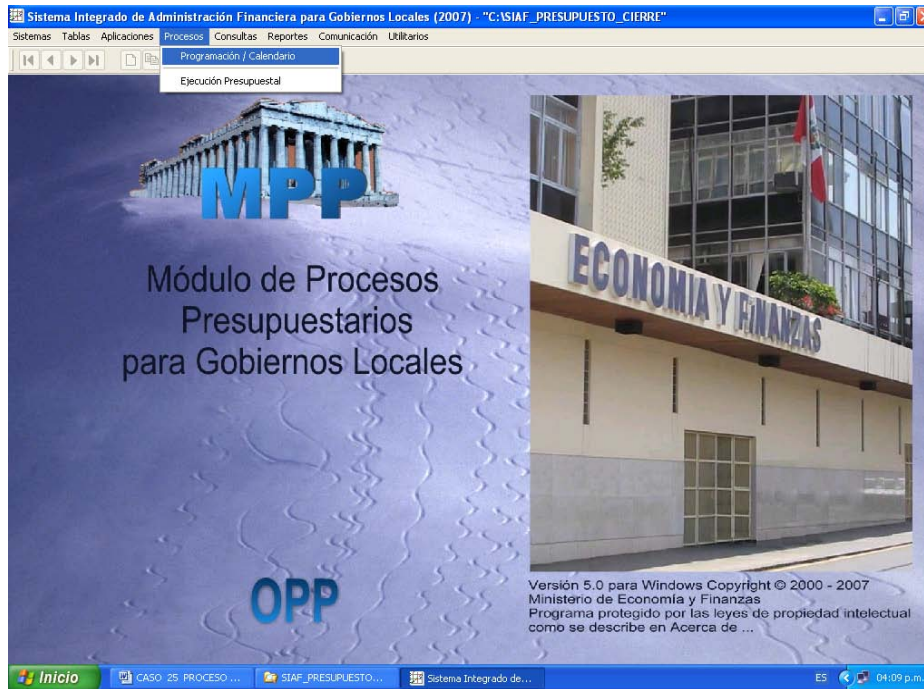 Sistema Integrado de Administración Financiera para Gobiernos Locales (2007) - "C:\SIAF_PRESUPUESTO_CIERRE"
Sistemas Tablas Aplicaciones Procesos Consultas Reportes Comunicación Utilitarios
Programación / Calendario
Ejecución Presupuestal
MPP
Módulo de Procesos
Presupuestarios
para Gobiernos Locales
ECONOMIA Y FINANZAS
OPP
Versión 5.0 para Windows Copyright © 2000 - 2007
Ministerio de Economía y Finanzas
Programa protegido por las leyes de propiedad intelectual
como se describe en Acerca de ...
Inicio CASO 25 PROCESO ... SIAF_PRESUPUESTO... Sistema Integrado de... ES 04:09 p.m.